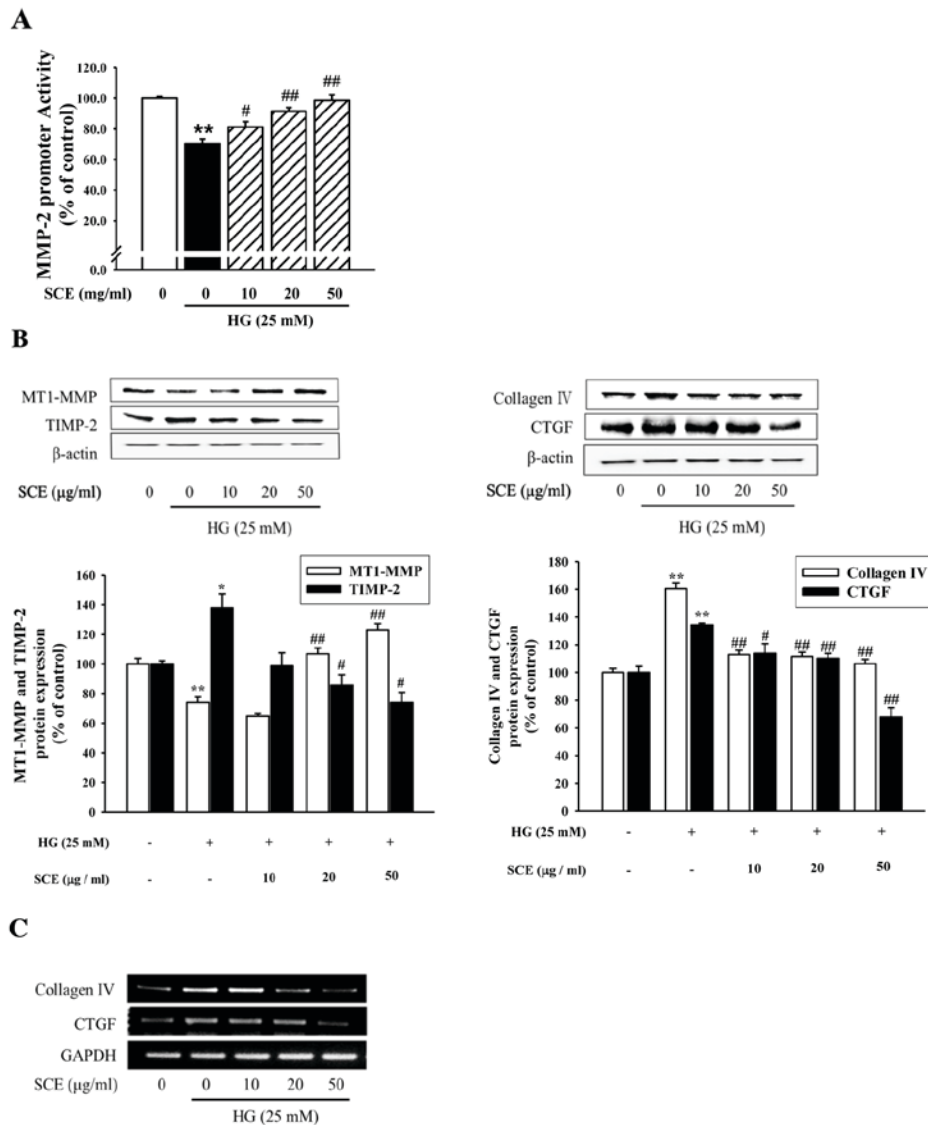 A
MMP-2 promoter Activity
(% of control)
120.0
100.0
80.0
60.0
40.0
20.0
0.0
** # ## ##
SCE (mg/ml) 0 0 10 20 50
HG (25 mM)
B
MT1-MMP
TIMP-2
β-actin
SCE (μg/ml) 0 0 10 20 50
HG (25 mM)
Collagen IV
CTGF
β-actin
SCE (μg/ml) 0 0 10 20 50
HG (25 mM)
MT1-MMP and TIMP-2
protein expression
(% of control)
160
140
120
100
80
60
40
20
0
MT1-MMP
TIMP-2
** * ## # ## #
HG (25 mM) - + + + +
SCE (μg / ml) - - 10 20 50
Collagen IV and CTGF
protein expression
(% of control)
180
160
140
120
100
80
60
40
20
0
Collagen IV
CTGF
** ** ## # ## ## ## ##
HG (25 mM) - + + + +
SCE (μg / ml) - - 10 20 50
C
Collagen IV
CTGF
GAPDH
SCE (μg/ml) 0 0 10 20 50
HG (25 mM)